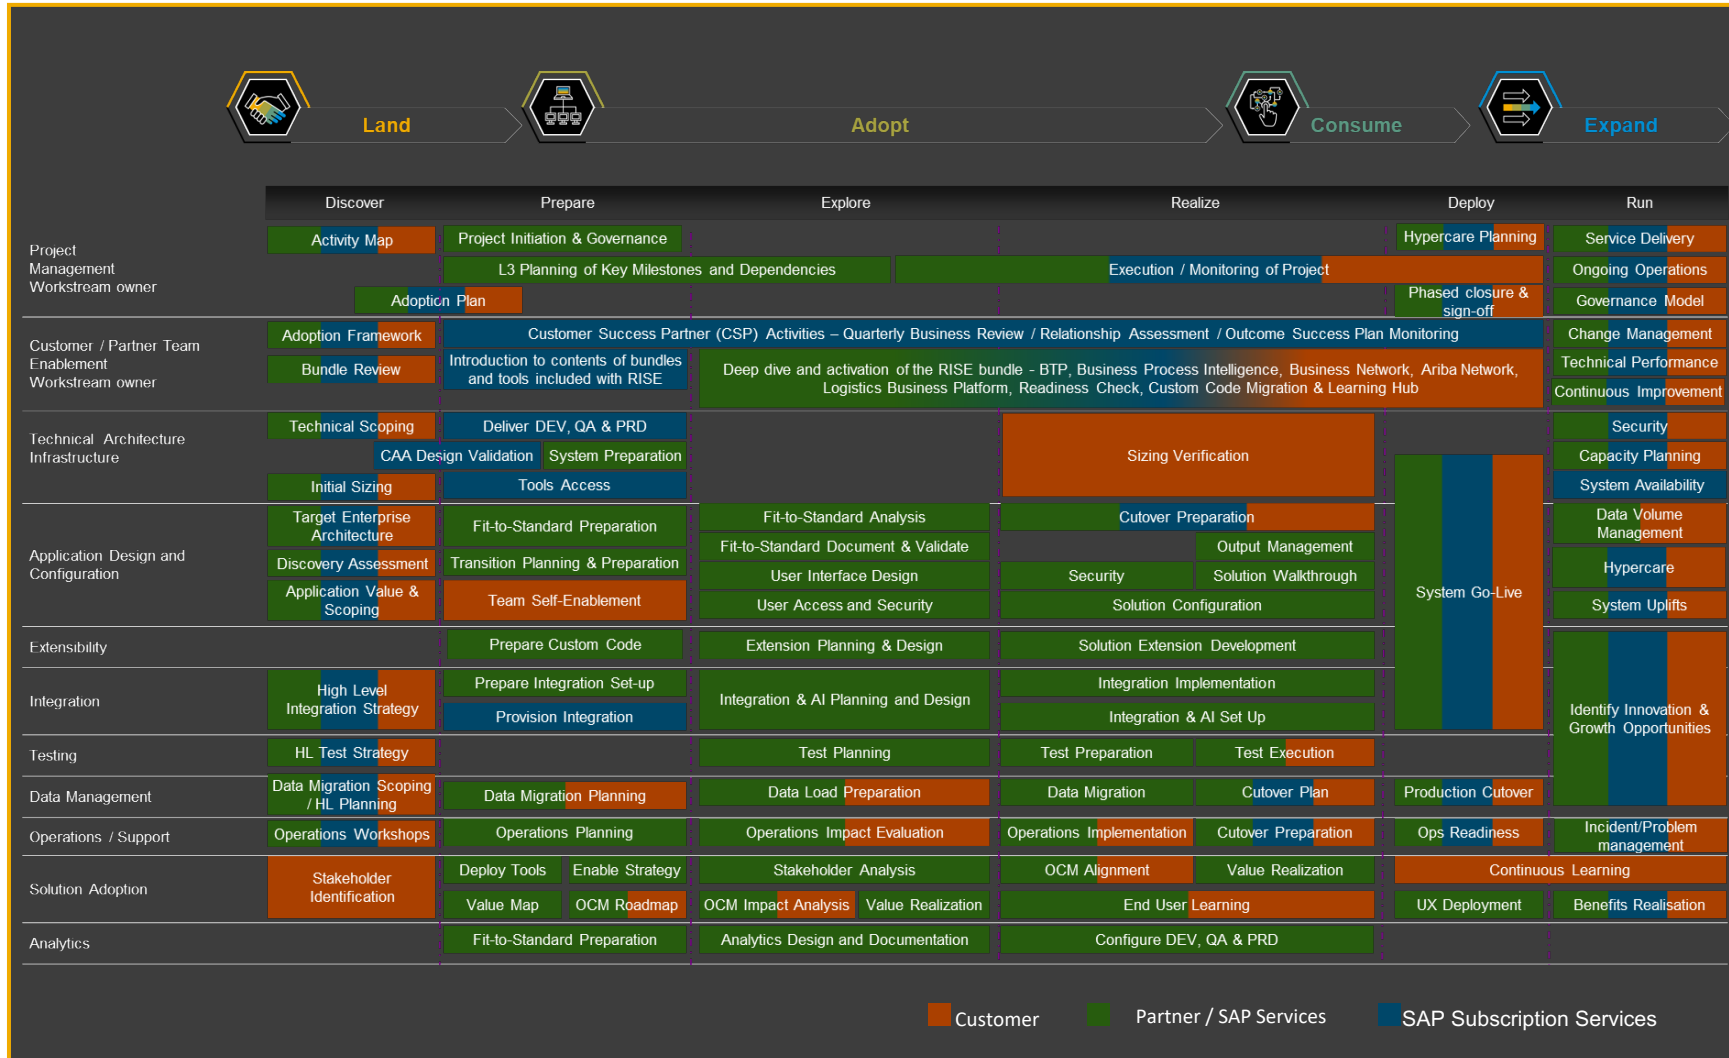 Land
Adopt
Consume
Expand
Discover
Prepare
Explore
Realize
Deploy
Run
Project
Management
Workstream owner
Activity Map
Project Initiation & Governance
Hypercare Planning
Service Delivery
L3 Planning of Key Milestones and Dependencies
Execution / Monitoring of Project
Ongoing Operations
Adoption Plan
Phased closure &
sign-off
Governance Model
Customer / Partner Team
Enablement
Workstream owner
Adoption Framework
Customer Success Partner (CSP) Activities – Quarterly Business Review / Relationship Assessment / Outcome Success Plan Monitoring
Change Management
Bundle Review
Introduction to contents of bundles
and tools included with RISE
Deep dive and activation of the RISE bundle - BTP, Business Process Intelligence, Business Network, Ariba Network,
Logistics Business Platform, Readiness Check, Custom Code Migration & Learning Hub
Technical Performance
Continuous Improvement
Technical Architecture
Infrastructure
Technical Scoping
Deliver DEV, QA & PRD
Sizing Verification
Security
CAA Design Validation
System Preparation
Capacity Planning
Initial Sizing
Tools Access
System Availability
Application Design and
Configuration
Target Enterprise
Architecture
Fit-to-Standard Preparation
Fit-to-Standard Analysis
Cutover Preparation
Data Volume
Management
Fit-to-Standard Document & Validate
Output Management
Discovery Assessment
Transition Planning & Preparation
User Interface Design
Security
Solution Walkthrough
Hypercare
Application Value &
Scoping
Team Self-Enablement
User Access and Security
Solution Configuration
System Go-Live
System Uplifts
Extensibility
Prepare Custom Code
Extension Planning & Design
Solution Extension Development
Integration
High Level
Integration Strategy
Prepare Integration Set-up
Provision Integration
Integration & AI Planning and Design
Integration Implementation
Integration & AI Set Up
Identify Innovation &
Growth Opportunities
Testing
HL Test Strategy
Test Planning
Test Preparation
Test Execution
Data Management
Data Migration Scoping
/ HL Planning
Data Migration Planning
Data Load Preparation
Data Migration
Cutover Plan
Production Cutover
Operations / Support
Operations Workshops
Operations Planning
Operations Impact Evaluation
Operations Implementation
Cutover Preparation
Ops Readiness
Incident/Problem
management
Solution Adoption
Stakeholder
Identification
Deploy Tools
Enable Strategy
Stakeholder Analysis
OCM Alignment
Value Realization
Continuous Learning
Value Map
OCM Roadmap
OCM Impact Analysis
Value Realization
End User Learning
UX Deployment
Benefits Realisation
Analytics
Fit-to-Standard Preparation
Analytics Design and Documentation
Configure DEV, QA & PRD
Customer
Partner / SAP Services
SAP Subscription Services